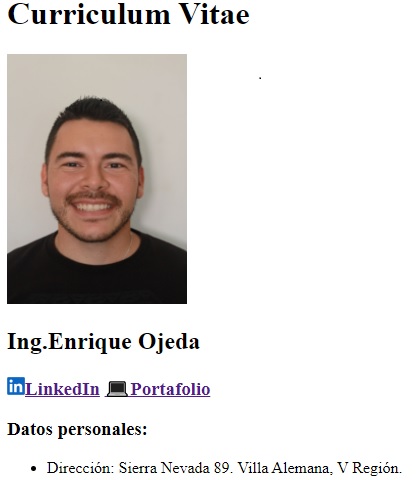 Curriculum Vitae
.
Ing.Enrique Ojeda
LinkedIn Portafolio
Datos personales:
• Dirección: Sierra Nevada 89. Villa Alemana, V Región.